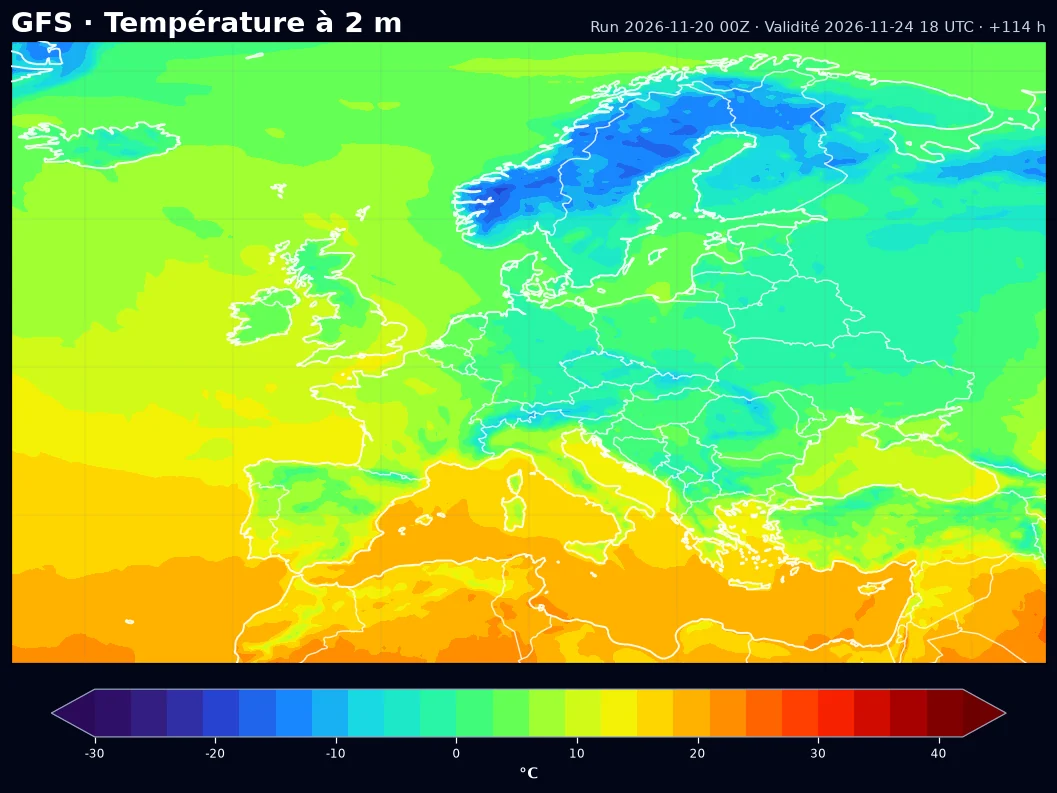 GFS · Température à 2 m
Run 2026-11-20 00Z · Validité 2026-11-24 18 UTC · +114 h
-30 -20 -10 0 10 20 30 40
°C